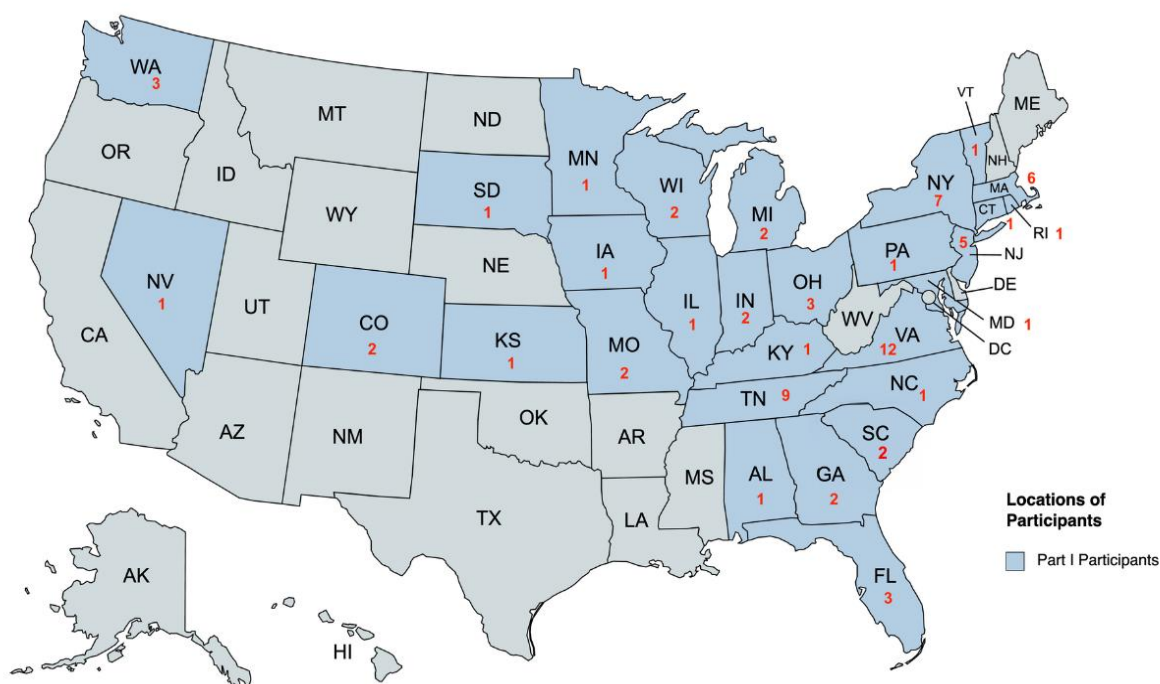 WA
3
OR
CA
NV
1
ID
MT
WY
UT
CO
2
AZ
NM
ND
SD
1
NE
KS
1
OK
TX
MN
1
IA
1
MO
2
AR
LA
WI
2
IL
1
MI
2
IN
2
OH
3
KY
1
TN
9
MS
AL
1
GA
2
FL
3
SC
2
NC
1
VA
12
WV
PA
1
NY
7
VT
1
NH
ME
MA
6
CT
1
RI 1
NJ
5
DE
MD 1
DC
AK
HI
Locations of
Participants
Part I Participants